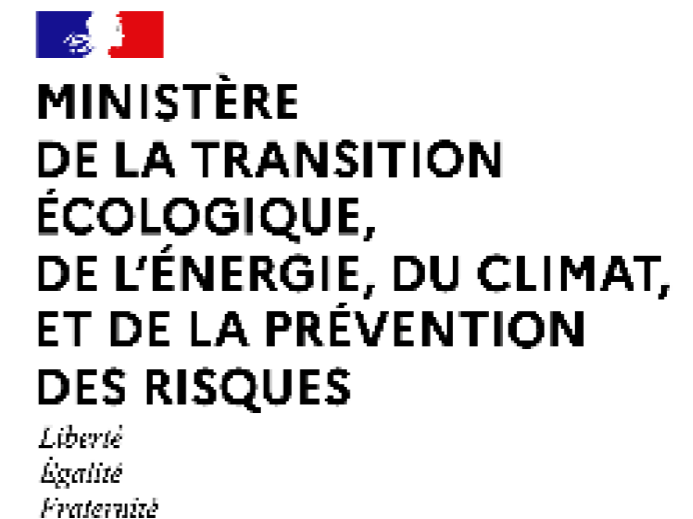 MINISTÈRE
DE LA TRANSITION
ÉCOLOGIQUE,
DE L'ÉNERGIE, DU CLIMAT,
ET DE LA PRÉVENTION
DES RISQUES
Liberté
Égalité
Fraternité